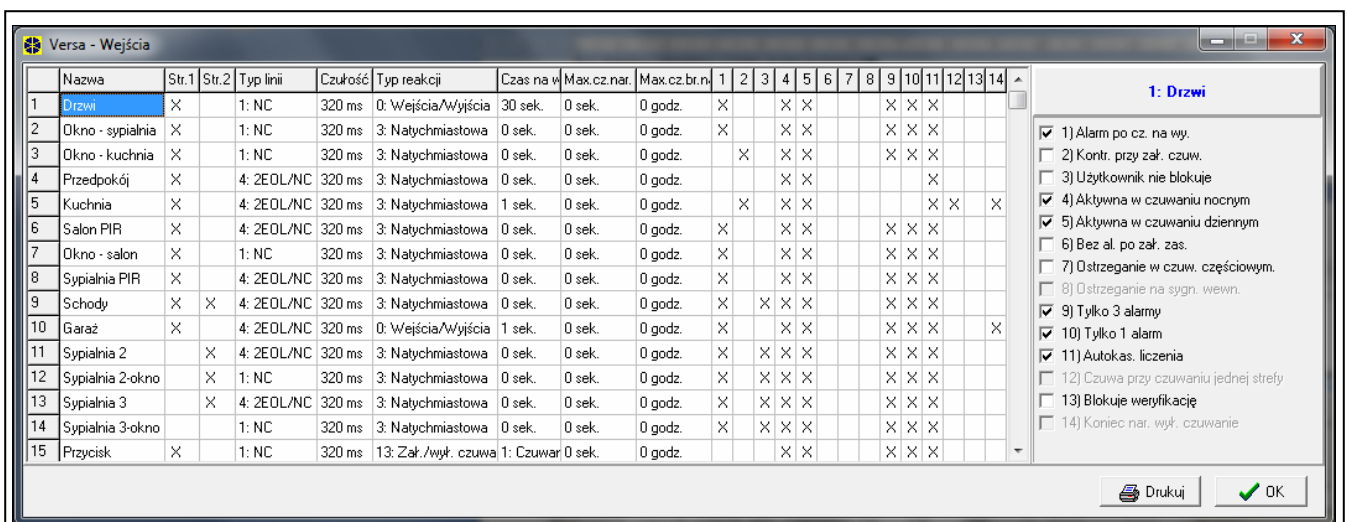 Versa - Wejścia
Nazwa Str.1 Str.2 Typ linii Czułość Typ reakcji Czas na w Max.cz.nar. Max.cz.br.n 1 2 3 4 5 6 7 8 9 10 11 12 13 14
1 Drzwi X 1: NC 320 ms 0: Wejścia/Wyjścia 30 sek. 0 sek. 0 godz. X X X X X X
2 Okno - sypialnia X 1: NC 320 ms 3: Natychmiastowa 0 sek. 0 sek. 0 godz. X X X X X X
3 Okno - kuchnia X 1: NC 320 ms 3: Natychmiastowa 0 sek. 0 sek. 0 godz. X X X X X X
4 Przedpokój X 4: 2EOL/NC 320 ms 3: Natychmiastowa 0 sek. 0 sek. 0 godz. X X X
5 Kuchnia X 4: 2EOL/NC 320 ms 3: Natychmiastowa 1 sek. 0 sek. 0 godz. X X X X X X
6 Salon PIR X 4: 2EOL/NC 320 ms 3: Natychmiastowa 0 sek. 0 sek. 0 godz. X X X X X X
7 Okno - salon X 1: NC 320 ms 3: Natychmiastowa 0 sek. 0 sek. 0 godz. X X X X X X
8 Sypialnia PIR X 4: 2EOL/NC 320 ms 3: Natychmiastowa 0 sek. 0 sek. 0 godz. X X X X X X
9 Schody X X 4: 2EOL/NC 320 ms 3: Natychmiastowa 0 sek. 0 sek. 0 godz. X X X X X X X
10 Garaż X 4: 2EOL/NC 320 ms 0: Wejścia/Wyjścia 1 sek. 0 sek. 0 godz. X X X X X X X
11 Sypialnia 2 X 4: 2EOL/NC 320 ms 3: Natychmiastowa 0 sek. 0 sek. 0 godz. X X X X X X X
12 Sypialnia 2-okno X 1: NC 320 ms 3: Natychmiastowa 0 sek. 0 sek. 0 godz. X X X X X X X
13 Sypialnia 3 X 4: 2EOL/NC 320 ms 3: Natychmiastowa 0 sek. 0 sek. 0 godz. X X X X X X X
14 Sypialnia 3-okno 1: NC 320 ms 3: Natychmiastowa 0 sek. 0 sek. 0 godz. X X X X X X X
15 Przycisk X 1: NC 320 ms 13: Zał./wył. czuwa 1: Czuwar 0 sek. 0 godz. X X X X X
1: Drzwi
1) Alarm po cz. na wy.
2) Kontr. przy zał. czuw.
3) Użytkownik nie blokuje
4) Aktywna w czuwaniu nocnym
5) Aktywna w czuwaniu dziennym
6) Bez al. po zał. zas.
7) Ostrzeganie w czuw. częściowym.
8) Ostrzeganie na sygn. wewn.
9) Tylko 3 alarmy
10) Tylko 1 alarm
11) Autokas. liczenia
12) Czuwa przy czuwaniu jednej strefy
13) Blokuje weryfikację
14) Koniec nar. wył. czuwanie
Drukuj
OK